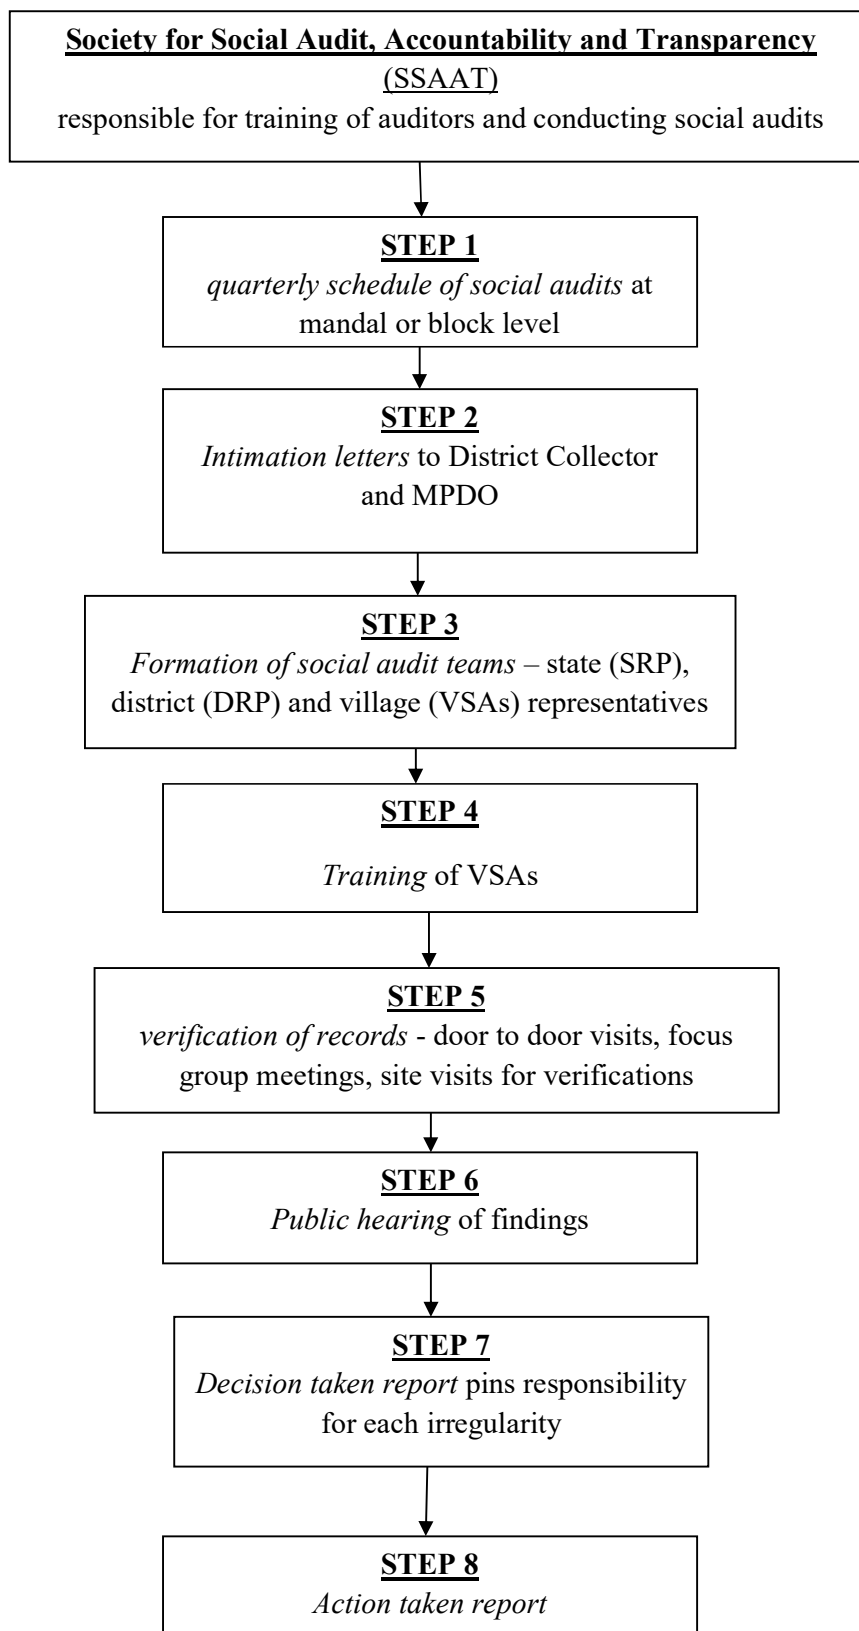 Society for Social Audit, Accountability and Transparency
(SSAAT)
responsible for training of auditors and conducting social audits
STEP 1
quarterly schedule of social audits at
mandal or block level
STEP 2
Intimation letters to District Collector
and MPDO
STEP 3
Formation of social audit teams – state (SRP),
district (DRP) and village (VSAs) representatives
STEP 4
Training of VSAs
STEP 5
verification of records - door to door visits, focus
group meetings, site visits for verifications
STEP 6
Public hearing of findings
STEP 7
Decision taken report pins responsibility
for each irregularity
STEP 8
Action taken report